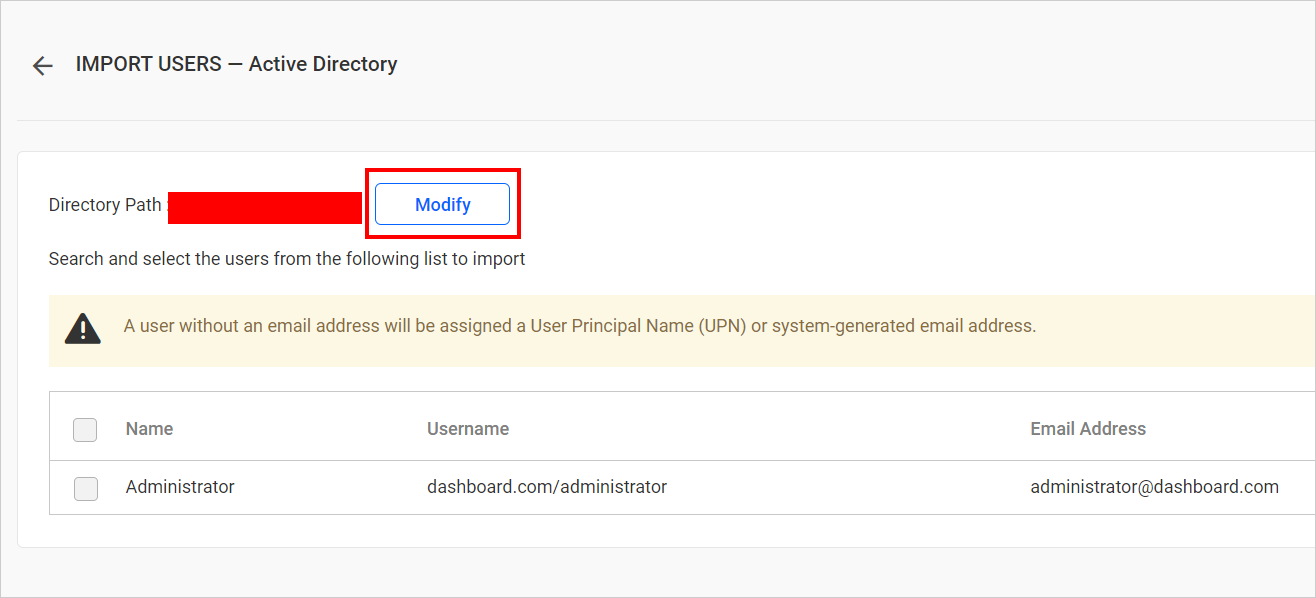 IMPORT USERS — Active Directory
Directory Path : Modify
Search and select the users from the following list to import
A user without an email address will be assigned a User Principal Name (UPN) or system-generated email address.
Name Username Email Address
Administrator dashboard.com/administrator administrator@dashboard.com